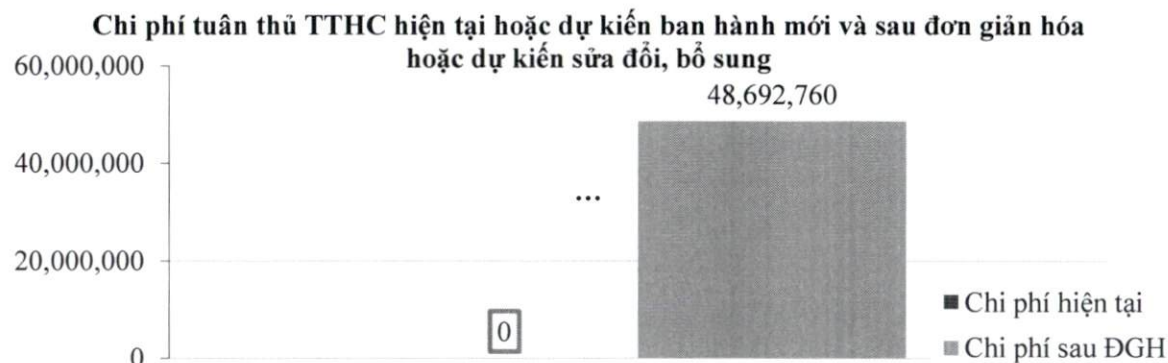 Chi phí tuân thủ TTHC hiện tại hoặc dự kiến ban hành mới và sau đơn giản hóa
hoặc dự kiến sửa đổi, bổ sung
60,000,000
48,692,760
40,000,000
...
20,000,000
0
0
Chi phí hiện tại
Chi phí sau ĐGH